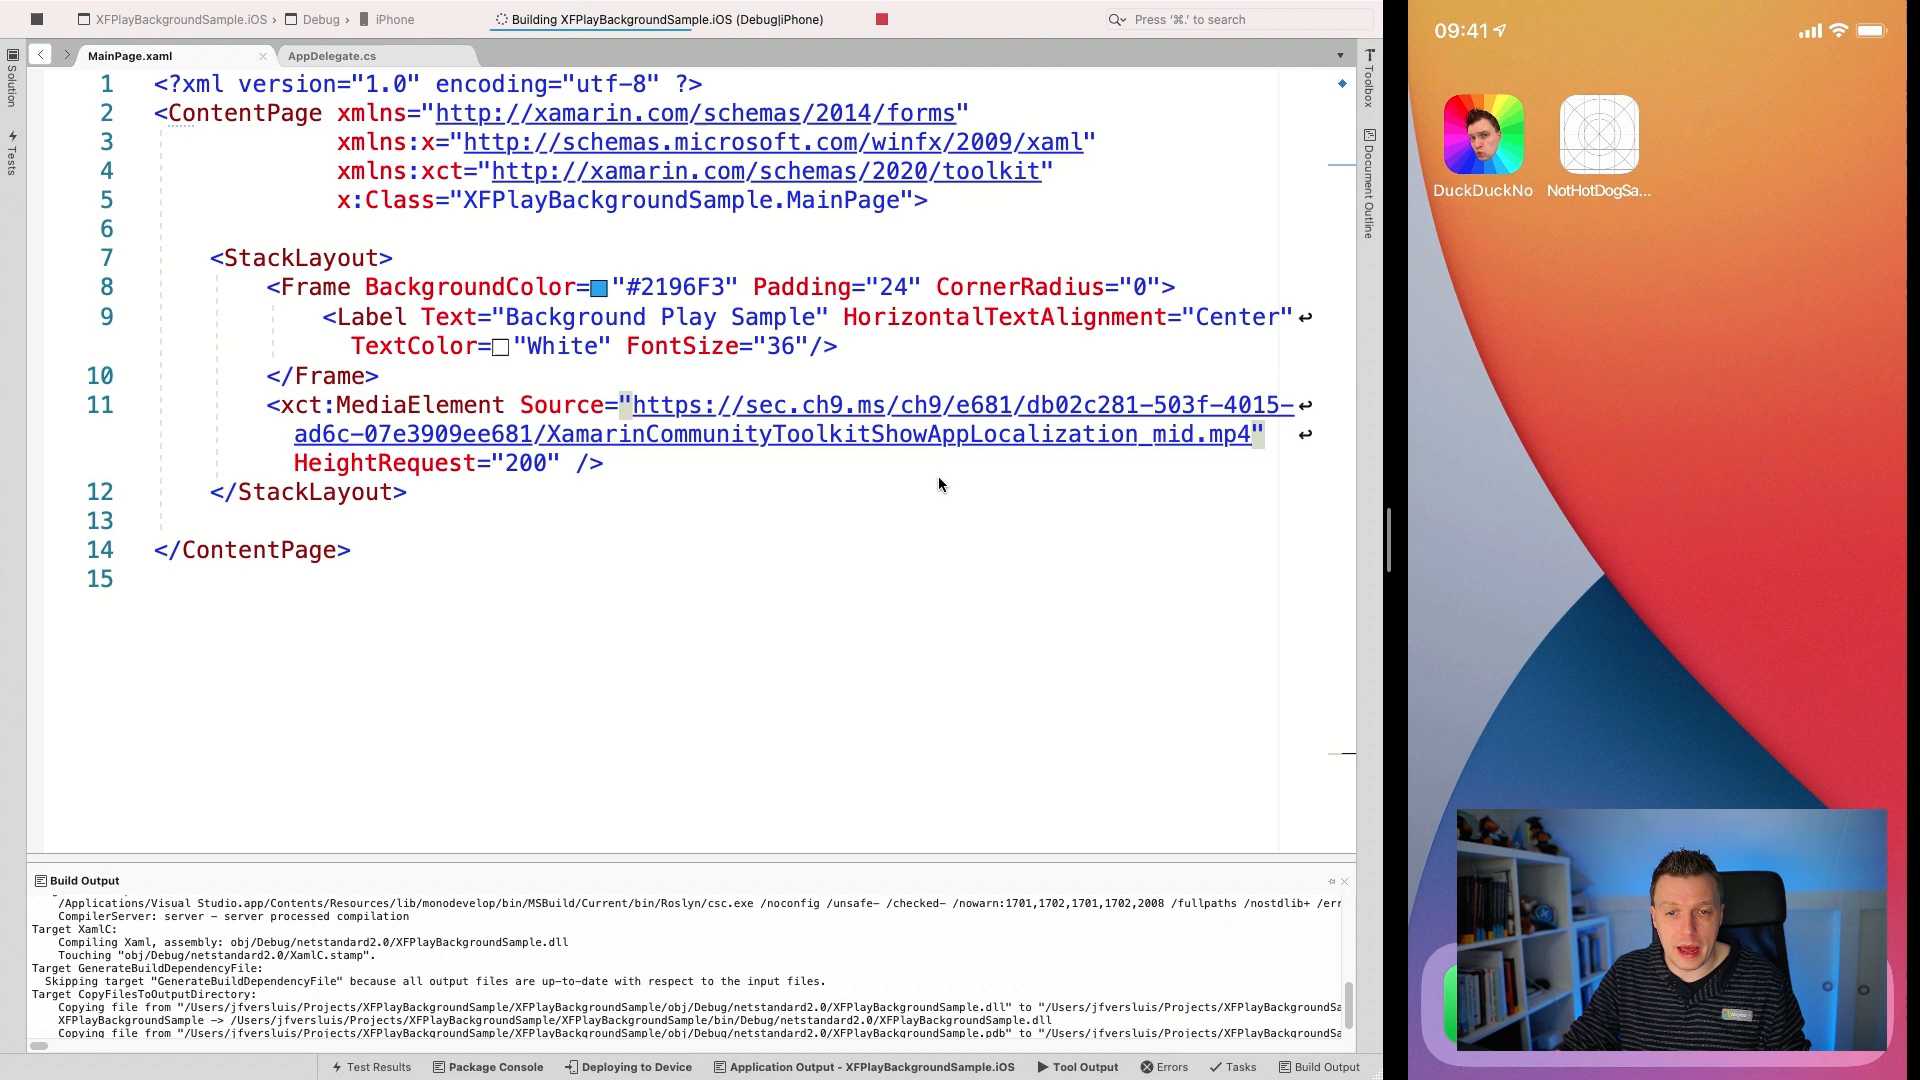 XFPlayBackgroundSample.iOS › Debug › iPhone
Building XFPlayBackgroundSample.iOS (Debug|iPhone)
Press '⌘.' to search
MainPage.xaml
AppDelegate.cs
Solution
Tests
Toolbox
Document Outline
1 <?xml version="1.0" encoding="utf-8" ?>
2 <ContentPage xmlns="http://xamarin.com/schemas/2014/forms"
3 xmlns:x="http://schemas.microsoft.com/winfx/2009/xaml"
4 xmlns:xct="http://xamarin.com/schemas/2020/toolkit"
5 x:Class="XFPlayBackgroundSample.MainPage">
6
7 <StackLayout>
8 <Frame BackgroundColor="#2196F3" Padding="24" CornerRadius="0">
9 <Label Text="Background Play Sample" HorizontalTextAlignment="Center"
TextColor="White" FontSize="36"/>
10 </Frame>
11 <xct:MediaElement Source="https://sec.ch9.ms/ch9/e681/db02c281-503f-4015-
ad6c-07e3909ee681/XamarinCommunityToolkitShowAppLocalization_mid.mp4"
HeightRequest="200" />
12 </StackLayout>
13
14 </ContentPage>
15
Build Output
/Applications/Visual Studio.app/Contents/Resources/lib/monodevelop/bin/MSBuild/Current/bin/Roslyn/csc.exe /noconfig /unsafe- /checked- /nowarn:1701,1702,1701,1702,2008 /fullpaths /nostdlib+ /err
CompilerServer: server - server processed compilation
Target XamlC:
Compiling Xaml, assembly: obj/Debug/netstandard2.0/XFPlayBackgroundSample.dll
Touching "obj/Debug/netstandard2.0/XamlC.stamp".
Target GenerateBuildDependencyFile:
Skipping target "GenerateBuildDependencyFile" because all output files are up-to-date with respect to the input files.
Target CopyFilesToOutputDirectory:
Copying file from "/Users/jfversluis/Projects/XFPlayBackgroundSample/XFPlayBackgroundSample/obj/Debug/netstandard2.0/XFPlayBackgroundSample.dll" to "/Users/jfversluis/Projects/XFPlayBackgroundSa
XFPlayBackgroundSample -> /Users/jfversluis/Projects/XFPlayBackgroundSample/XFPlayBackgroundSample/bin/Debug/netstandard2.0/XFPlayBackgroundSample.dll
Copying file from "/Users/jfversluis/Projects/XFPlayBackgroundSample/XFPlayBackgroundSample/obj/Debug/netstandard2.0/XFPlayBackgroundSample.pdb" to "/Users/jfversluis/Projects/XFPlayBackgroundSa
Test Results
Package Console
Deploying to Device
Application Output - XFPlayBackgroundSample.iOS
Tool Output
Errors
Tasks
Build Output
09:41
DuckDuckNo
NotHotDogSa...